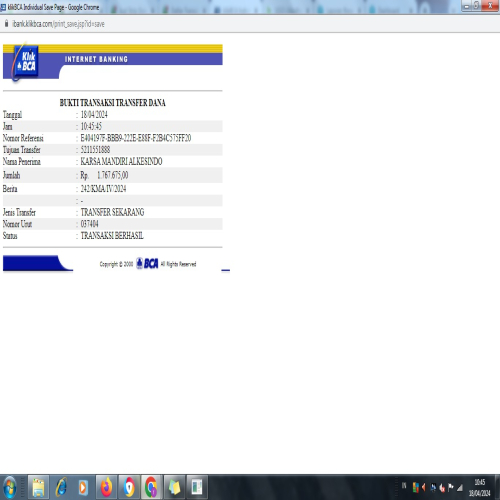 klikBCA Individual Save Page - Google Chrome
ibank.klikbca.com/print_save.jsp?id=save
Klik BCA
INTERNET BANKING
BUKTI TRANSAKSI TRANSFER DANA
Tanggal : 18/04/2024
Jam : 10:45:45
Nomor Referensi : E404197F-BBB9-222E-E88F-F2B4C575FF20
Tujuan Transfer : 5211551888
Nama Penerima : KARSA MANDIRI ALKESINDO
Jumlah : Rp. 1.767.675,00
Berita : 242/KMA/IV/2024
: -
Jenis Transfer : TRANSFER SEKARANG
Nomor Urut : 037404
Status : TRANSAKSI BERHASIL
Copyright © 2000 BCA All Rights Reserved
IN
10:45
18/04/2024